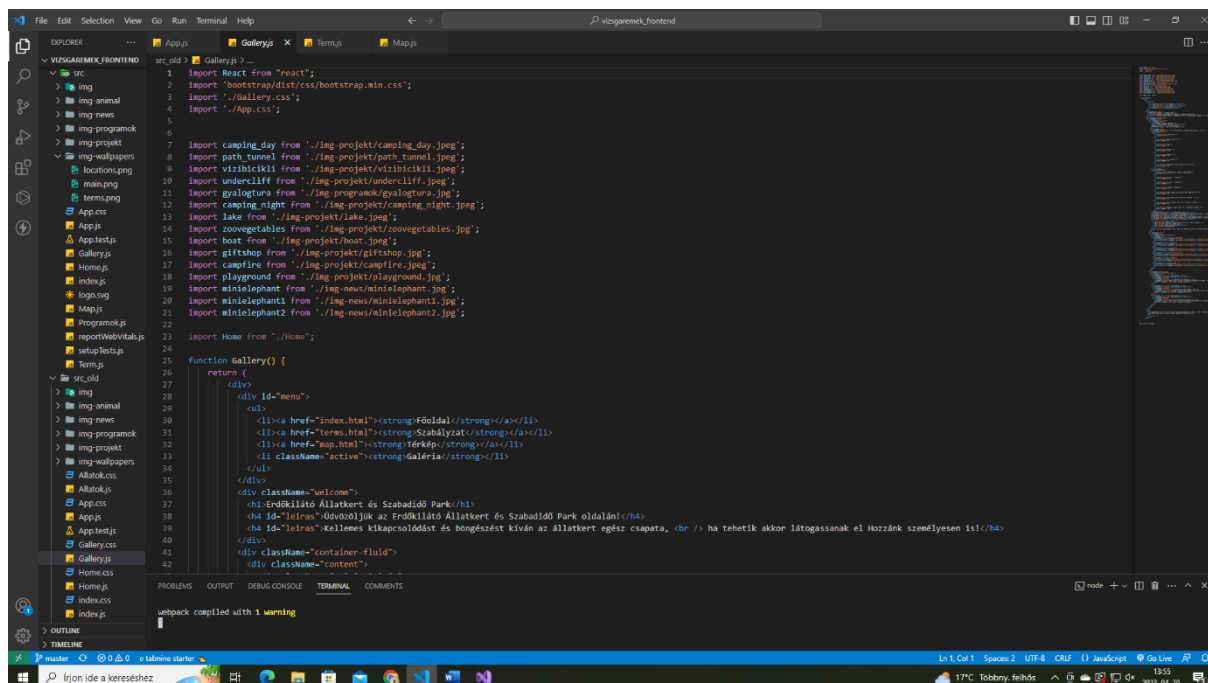 File Edit Selection View Go Run Terminal Help
vizsgaremek_frontend
EXPLORER
App.js Gallery.js Term.js Map.js
VIZSGAREMEK_FRONTEND
src_old > Gallery.js > ...
src
img
img-animal
img-news
img-programok
img-projekt
img-wallpapers
locations.png
main.png
terms.png
App.css
App.js
App.test.js
Gallery.js
Home.js
index.js
logo.svg
Map.js
Programok.js
reportWebVitals.js
setupTests.js
Term.js
src_old
img
img-animal
img-news
img-programok
img-projekt
img-wallpapers
Allatok.css
Allatok.js
App.css
App.js
App.test.js
Gallery.css
Gallery.js
Home.css
Home.js
index.css
index.js
OUTLINE
TIMELINE
1 import React from "react";
2 import 'bootstrap/dist/css/bootstrap.min.css';
3 import './Gallery.css';
4 import './App.css';
5
6
7 import camping_day from './img-projekt/camping_day.jpeg';
8 import path_tunnel from './img-projekt/path_tunnel.jpeg';
9 import vizibicikli from './img-projekt/vizibicikli.jpeg';
10 import undercliff from './img-projekt/undercliff.jpeg';
11 import gyalogtura from './img-programok/gyalogtura.jpg';
12 import camping_night from './img-projekt/camping_night.jpeg';
13 import lake from './img-projekt/lake.jpeg';
14 import zoovegetables from './img-projekt/zoovegetables.jpg';
15 import boat from './img-projekt/boat.jpeg';
16 import giftshop from './img-projekt/giftshop.jpg';
17 import campfire from './img-projekt/campfire.jpeg';
18 import playground from './img-projekt/playground.jpg';
19 import minielephant from './img-news/minielephant.jpg';
20 import minielephant1 from './img-news/minielephant1.jpg';
21 import minielephant2 from './img-news/minielephant2.jpg';
22
23 import Home from "./Home";
24
25 function Gallery() {
26 return (
27 <div>
28 <div id="menu">
29 <ul>
30 <li><a href="index.html"><strong>Főoldal</strong></a></li>
31 <li><a href="terms.html"><strong>Szabályzat</strong></a></li>
32 <li><a href="map.html"><strong>Térkép</strong></a></li>
33 <li className="active"><strong>Galéria</strong></li>
34 </ul>
35 </div>
36 <div className="welcome">
37 <h1>Erdőkilátó Állatkert és Szabadidő Park</h1>
38 <h4 id="leiras">Üdvözöljük az Erdőkilátó Állatkert és Szabadidő Park oldalán!</h4>
39 <h4 id="leiras">Kellemes kikapcsolódást és böngészést kíván az állatkert egész csapata, <br /> ha tehetik akkor látogassanak el Hozzánk személyesen is!</h4>
40 </div>
41 <div className="container-fluid">
42 <div className="content">
PROBLEMS OUTPUT DEBUG CONSOLE TERMINAL COMMENTS
node
webpack compiled with 1 warning
master 0 0 0 tabnine starter
Ln 1, Col 1 Spaces: 2 UTF-8 CRLF {} JavaScript Go Live
Írjon ide a kereséshez
17°C Tobbny. felhős
13:55
2023. 04. 20.